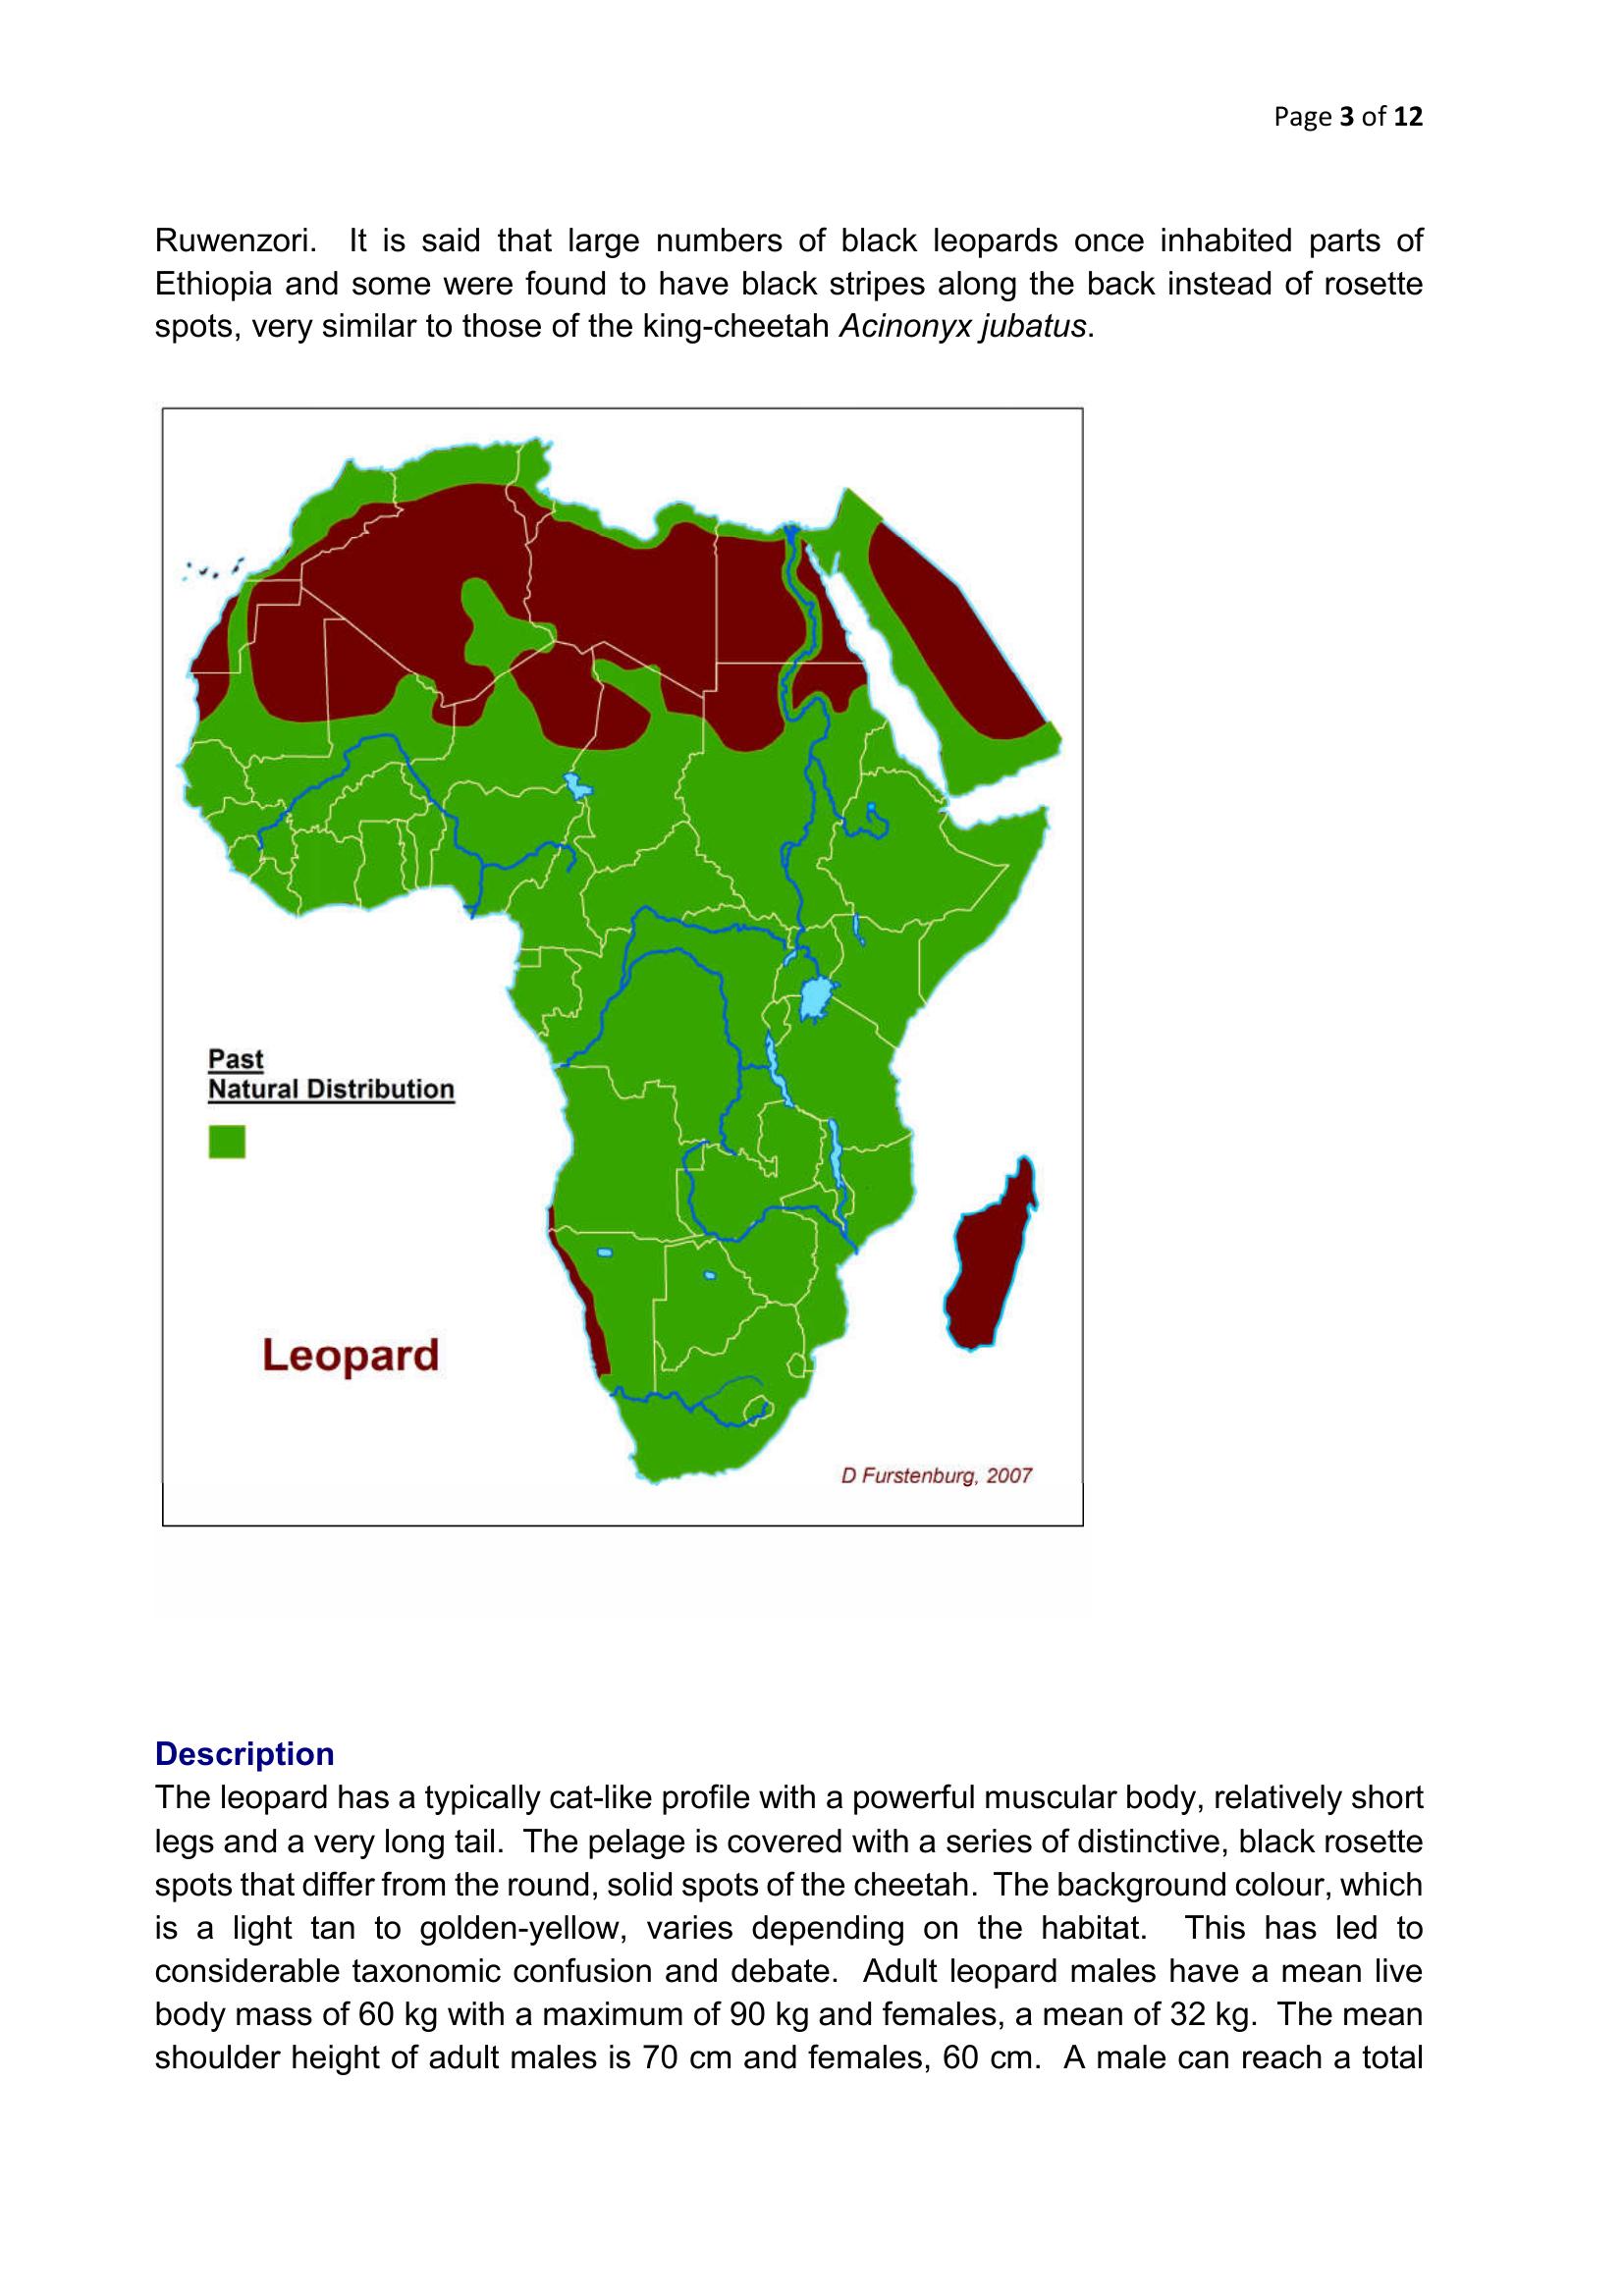 Page 3 of 12
Ruwenzori. It is said that large numbers of black leopards once inhabited parts of
Ethiopia and some were found to have black stripes along the back instead of rosette
spots, very similar to those of the king-cheetah Acinonyx jubatus.
Past
Natural Distribution
Leopard
D Furstenburg, 2007
Description
The leopard has a typically cat-like profile with a powerful muscular body, relatively short
legs and a very long tail. The pelage is covered with a series of distinctive, black rosette
spots that differ from the round, solid spots of the cheetah. The background colour, which
is a light tan to golden-yellow, varies depending on the habitat. This has led to
considerable taxonomic confusion and debate. Adult leopard males have a mean live
body mass of 60 kg with a maximum of 90 kg and females, a mean of 32 kg. The mean
shoulder height of adult males is 70 cm and females, 60 cm. A male can reach a total